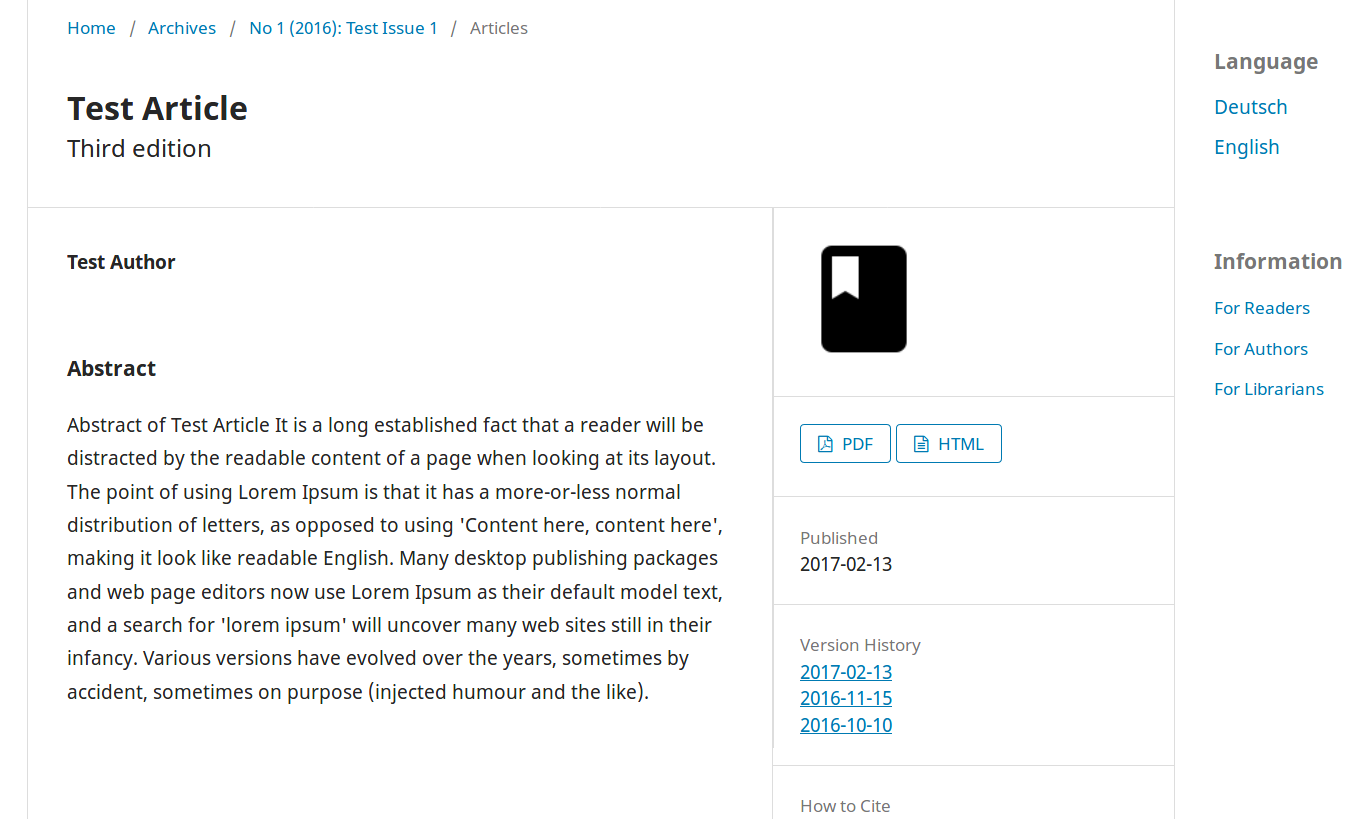 Home / Archives / No 1 (2016): Test Issue 1 / Articles
Test Article
Third edition
Test Author
Abstract
Abstract of Test Article It is a long established fact that a reader will be
distracted by the readable content of a page when looking at its layout.
The point of using Lorem Ipsum is that it has a more-or-less normal
distribution of letters, as opposed to using 'Content here, content here',
making it look like readable English. Many desktop publishing packages
and web page editors now use Lorem Ipsum as their default model text,
and a search for 'lorem ipsum' will uncover many web sites still in their
infancy. Various versions have evolved over the years, sometimes by
accident, sometimes on purpose (injected humour and the like).
PDF HTML
Published
2017-02-13
Version History
2017-02-13
2016-11-15
2016-10-10
How to Cite
Language
Deutsch
English
Information
For Readers
For Authors
For Librarians